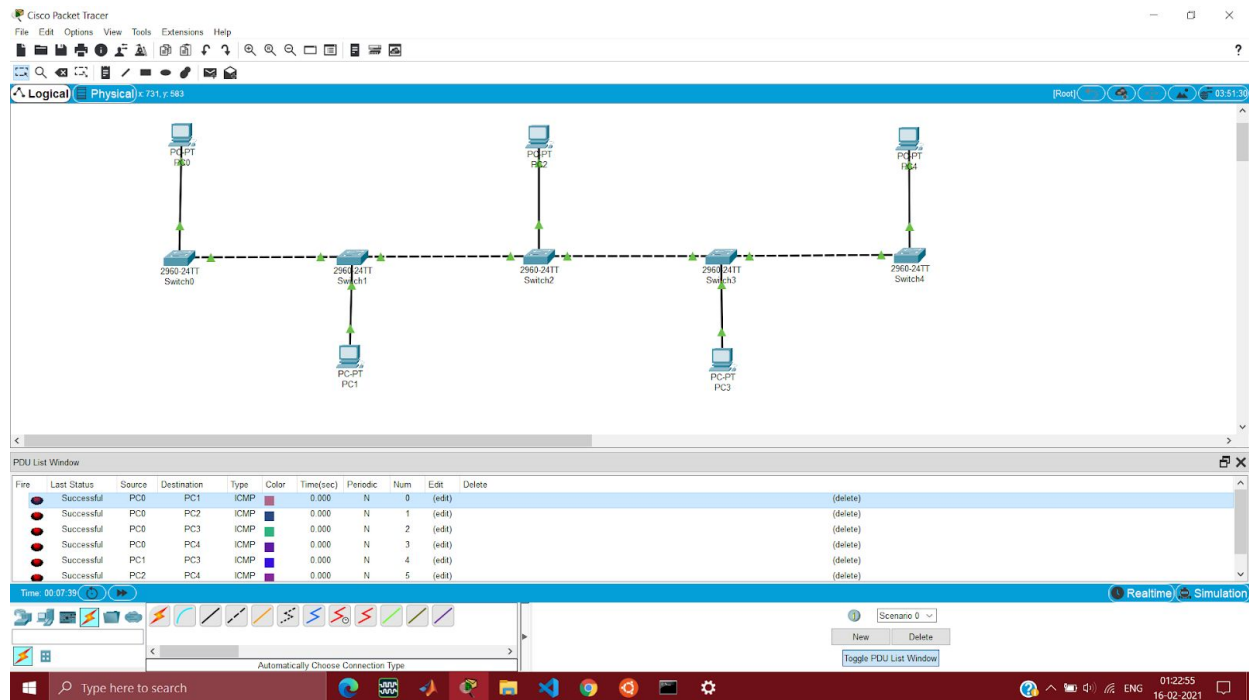 Cisco Packet Tracer
File Edit Options View Tools Extensions Help
?
Logical Physical x: 731, y: 583 [Root] 03:51:30
PC-PT
PC0
PC-PT
PC2
PC-PT
PC4
2960-24TT
Switch0
2960-24TT
Switch1
2960-24TT
Switch2
2960-24TT
Switch3
2960-24TT
Switch4
PC-PT
PC1
PC-PT
PC3
PDU List Window
Fire Last Status Source Destination Type Color Time(sec) Periodic Num Edit Delete
Successful PC0 PC1 ICMP 0.000 N 0 (edit) (delete)
Successful PC0 PC2 ICMP 0.000 N 1 (edit) (delete)
Successful PC0 PC3 ICMP 0.000 N 2 (edit) (delete)
Successful PC0 PC4 ICMP 0.000 N 3 (edit) (delete)
Successful PC1 PC3 ICMP 0.000 N 4 (edit) (delete)
Successful PC2 PC4 ICMP 0.000 N 5 (edit) (delete)
Time: 00:07:39 Realtime Simulation
Scenario 0
New Delete
Toggle PDU List Window
Automatically Choose Connection Type
Type here to search
ENG
01:22:55
16-02-2021